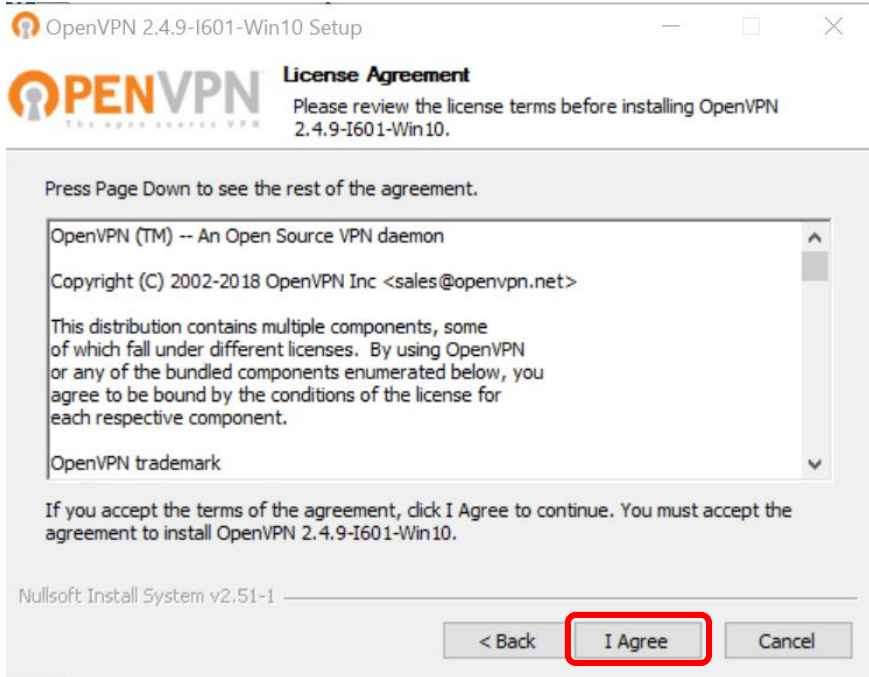 OpenVPN 2.4.9-I601-Win10 Setup
OPENVPN
The open source VPN
License Agreement
Please review the license terms before installing OpenVPN
2.4.9-I601-Win10.
Press Page Down to see the rest of the agreement.
OpenVPN (TM) -- An Open Source VPN daemon
Copyright (C) 2002-2018 OpenVPN Inc <sales@openvpn.net>
This distribution contains multiple components, some
of which fall under different licenses.  By using OpenVPN
or any of the bundled components enumerated below, you
agree to be bound by the conditions of the license for
each respective component.
OpenVPN trademark
If you accept the terms of the agreement, click I Agree to continue. You must accept the
agreement to install OpenVPN 2.4.9-I601-Win10.
Nullsoft Install System v2.51-1
< Back
I Agree
Cancel